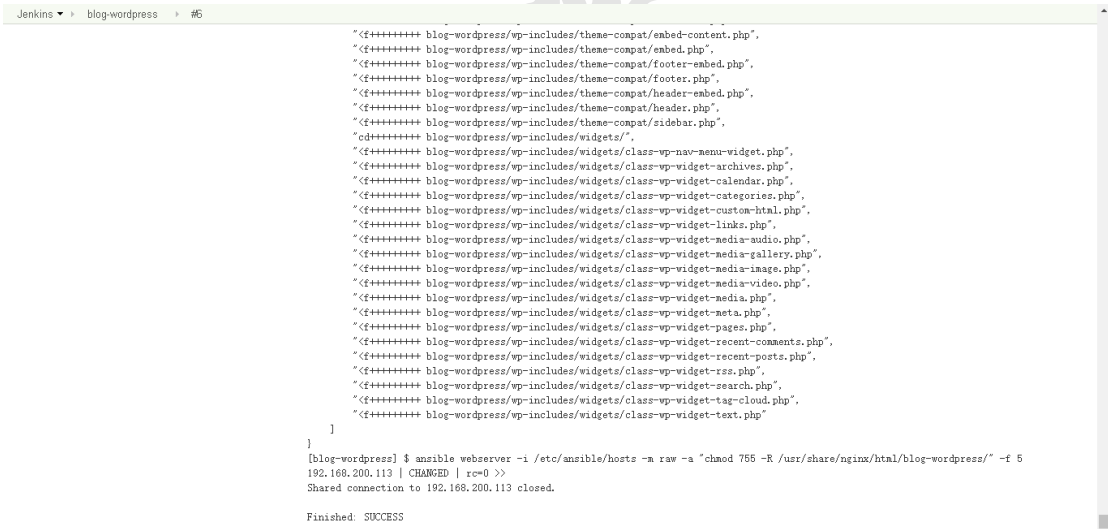 Jenkins blog-wordpress #6
"<f+++++++++ blog-wordpress/wp-includes/theme-compat/embed-content.php",
"<f+++++++++ blog-wordpress/wp-includes/theme-compat/embed.php",
"<f+++++++++ blog-wordpress/wp-includes/theme-compat/footer-embed.php",
"<f+++++++++ blog-wordpress/wp-includes/theme-compat/footer.php",
"<f+++++++++ blog-wordpress/wp-includes/theme-compat/header-embed.php",
"<f+++++++++ blog-wordpress/wp-includes/theme-compat/header.php",
"<f+++++++++ blog-wordpress/wp-includes/theme-compat/sidebar.php",
"cd+++++++++ blog-wordpress/wp-includes/widgets/",
"<f+++++++++ blog-wordpress/wp-includes/widgets/class-wp-nav-menu-widget.php",
"<f+++++++++ blog-wordpress/wp-includes/widgets/class-wp-widget-archives.php",
"<f+++++++++ blog-wordpress/wp-includes/widgets/class-wp-widget-calendar.php",
"<f+++++++++ blog-wordpress/wp-includes/widgets/class-wp-widget-categories.php",
"<f+++++++++ blog-wordpress/wp-includes/widgets/class-wp-widget-custom-html.php",
"<f+++++++++ blog-wordpress/wp-includes/widgets/class-wp-widget-links.php",
"<f+++++++++ blog-wordpress/wp-includes/widgets/class-wp-widget-media-audio.php",
"<f+++++++++ blog-wordpress/wp-includes/widgets/class-wp-widget-media-gallery.php",
"<f+++++++++ blog-wordpress/wp-includes/widgets/class-wp-widget-media-image.php",
"<f+++++++++ blog-wordpress/wp-includes/widgets/class-wp-widget-media-video.php",
"<f+++++++++ blog-wordpress/wp-includes/widgets/class-wp-widget-media.php",
"<f+++++++++ blog-wordpress/wp-includes/widgets/class-wp-widget-meta.php",
"<f+++++++++ blog-wordpress/wp-includes/widgets/class-wp-widget-pages.php",
"<f+++++++++ blog-wordpress/wp-includes/widgets/class-wp-widget-recent-comments.php",
"<f+++++++++ blog-wordpress/wp-includes/widgets/class-wp-widget-recent-posts.php",
"<f+++++++++ blog-wordpress/wp-includes/widgets/class-wp-widget-rss.php",
"<f+++++++++ blog-wordpress/wp-includes/widgets/class-wp-widget-search.php",
"<f+++++++++ blog-wordpress/wp-includes/widgets/class-wp-widget-tag-cloud.php",
"<f+++++++++ blog-wordpress/wp-includes/widgets/class-wp-widget-text.php"
]
}
[blog-wordpress] $ ansible webserver -i /etc/ansible/hosts -m raw -a "chmod 755 -R /usr/share/nginx/html/blog-wordpress/" -f 5
192.168.200.113 | CHANGED | rc=0 >>
Shared connection to 192.168.200.113 closed.
Finished: SUCCESS